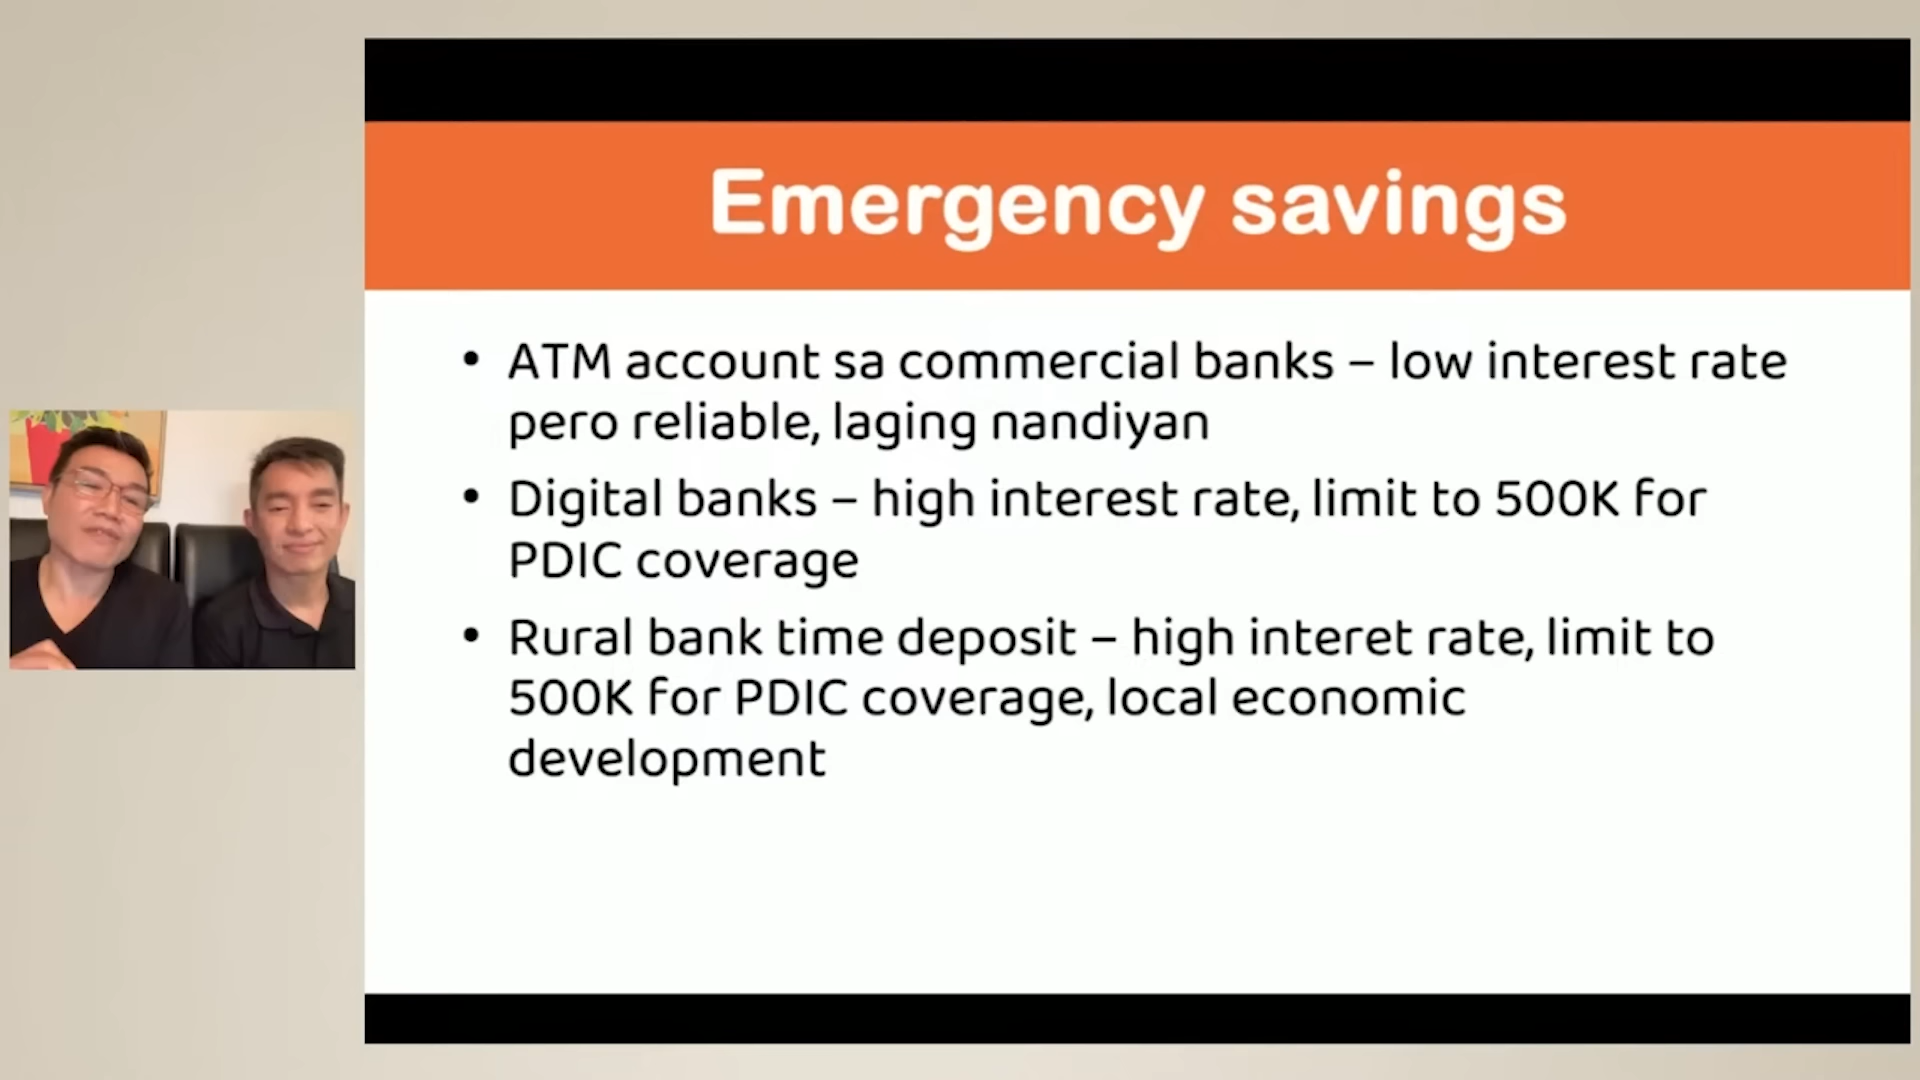 Emergency savings
• ATM account sa commercial banks – low interest rate
pero reliable, laging nandiyan
• Digital banks – high interest rate, limit to 500K for
PDIC coverage
• Rural bank time deposit – high interet rate, limit to
500K for PDIC coverage, local economic
development